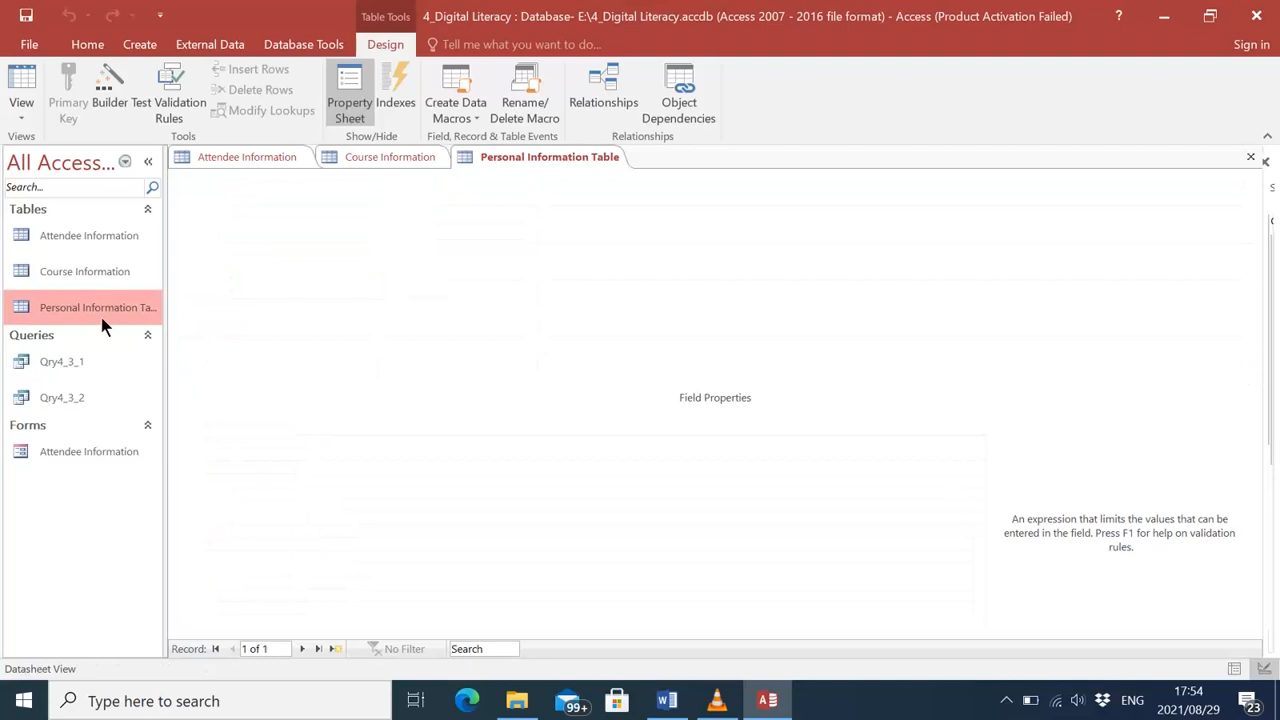 Table Tools
4_Digital Literacy : Database- E:\4_Digital Literacy.accdb (Access 2007 - 2016 file format) - Access (Product Activation Failed)
?
File
Home
Create
External Data
Database Tools
Design
Tell me what you want to do...
Sign in
View
Primary Key
Builder
Test Validation Rules
Insert Rows
Delete Rows
Modify Lookups
Property Sheet
Indexes
Create Data Macros
Rename/ Delete Macro
Relationships
Object Dependencies
Views
Tools
Show/Hide
Field, Record & Table Events
Relationships
All Access...
Search...
Tables
Attendee Information
Course Information
Personal Information Ta...
Queries
Qry4_3_1
Qry4_3_2
Forms
Attendee Information
Attendee Information
Course Information
Personal Information Table
Field Properties
An expression that limits the values that can be
entered in the field. Press F1 for help on validation
rules.
Record:
1 of 1
No Filter
Search
Datasheet View
Type here to search
99+
ENG
17:54
2021/08/29
23